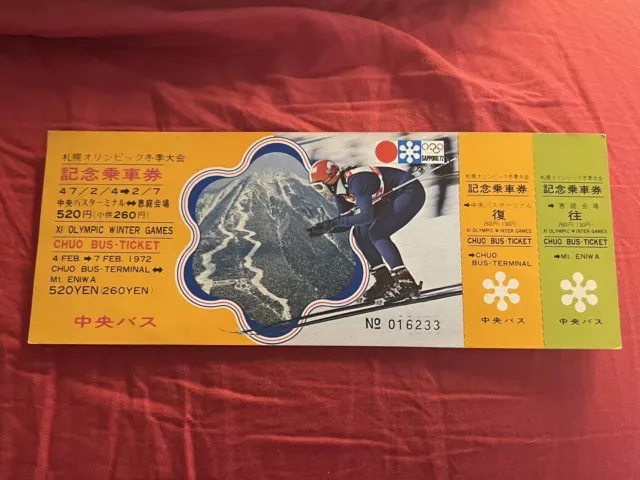 札幌オリンピック冬季大会
記念乗車券
47/2/4➡2/7
中央バスターミナル⇔恵庭会場
520円(小供260円)
XI OLYMPIC WINTER GAMES
CHUO BUS・TICKET
4 FEB.➡7 FEB. 1972
CHUO BUS-TERMINAL⇔
Mt. ENIWA
520YEN(260YEN)
中央バス
SAPPORO 72
No 016233
札幌オリンピック冬季大会
記念乗車券
➡中央バスターミナル
復
XI OLYMPIC WINTER GAMES
CHUO BUS・TICKET
➡CHUO
BUS-TERMINAL
中央バス
札幌オリンピック冬季大会
記念乗車券
➡恵庭会場
往
XI OLYMPIC WINTER GAMES
CHUO BUS・TICKET
➡Mt. ENIWA
中央バス